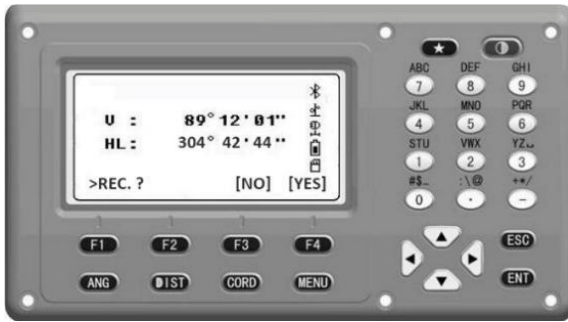 V : 89° 12' 01"
HL: 304° 42' 44"
>REC. ? [NO] [YES]
F1 F2 F3 F4
ANG DIST CORD MENU
★
ABC DEF GHI
7 8 9
JKL MNO PQR
4 5 6
STU VWX YZ␣
1 2 3
#$_ :\@ +*/
0 . -
ESC
ENT